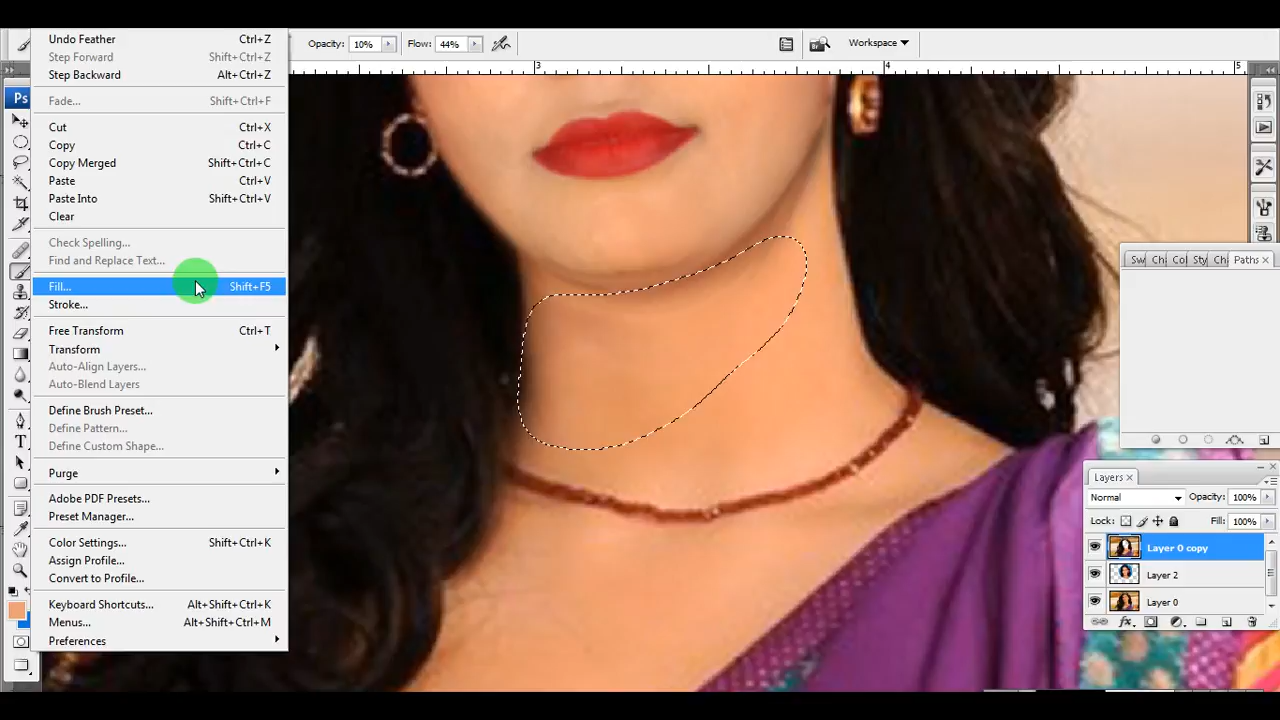 Undo Feather Ctrl+Z
Step Forward Shift+Ctrl+Z
Step Backward Alt+Ctrl+Z
Fade... Shift+Ctrl+F
Cut Ctrl+X
Copy Ctrl+C
Copy Merged Shift+Ctrl+C
Paste Ctrl+V
Paste Into Shift+Ctrl+V
Clear
Check Spelling...
Find and Replace Text...
Fill... Shift+F5
Stroke...
Free Transform Ctrl+T
Transform
Auto-Align Layers...
Auto-Blend Layers
Define Brush Preset...
Define Pattern...
Define Custom Shape...
Purge
Adobe PDF Presets...
Preset Manager...
Color Settings... Shift+Ctrl+K
Assign Profile...
Convert to Profile...
Keyboard Shortcuts... Alt+Shift+Ctrl+K
Menus... Alt+Shift+Ctrl+M
Preferences
Opacity: 10% Flow: 44% Workspace
3 4 5
Ps
T
Sw Ch Col Sty Ch Paths
Layers
Normal Opacity: 100%
Lock: Fill: 100%
Layer 0 copy
Layer 2
Layer 0
fx